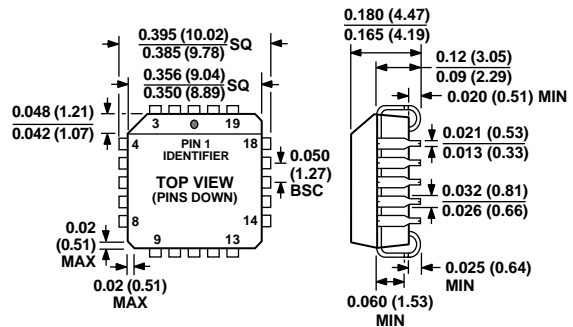 0.395 (10.02)
0.385 (9.78)
SQ
0.356 (9.04)
0.350 (8.89)
SQ
0.048 (1.21)
0.042 (1.07)
3
19
4
PIN 1
IDENTIFIER
18
0.050
(1.27)
BSC
TOP VIEW
(PINS DOWN)
8
14
9
13
0.02
(0.51)
MAX
0.02 (0.51)
MAX
0.180 (4.47)
0.165 (4.19)
0.12 (3.05)
0.09 (2.29)
0.020 (0.51) MIN
0.021 (0.53)
0.013 (0.33)
0.032 (0.81)
0.026 (0.66)
0.025 (0.64)
MIN
0.060 (1.53)
MIN